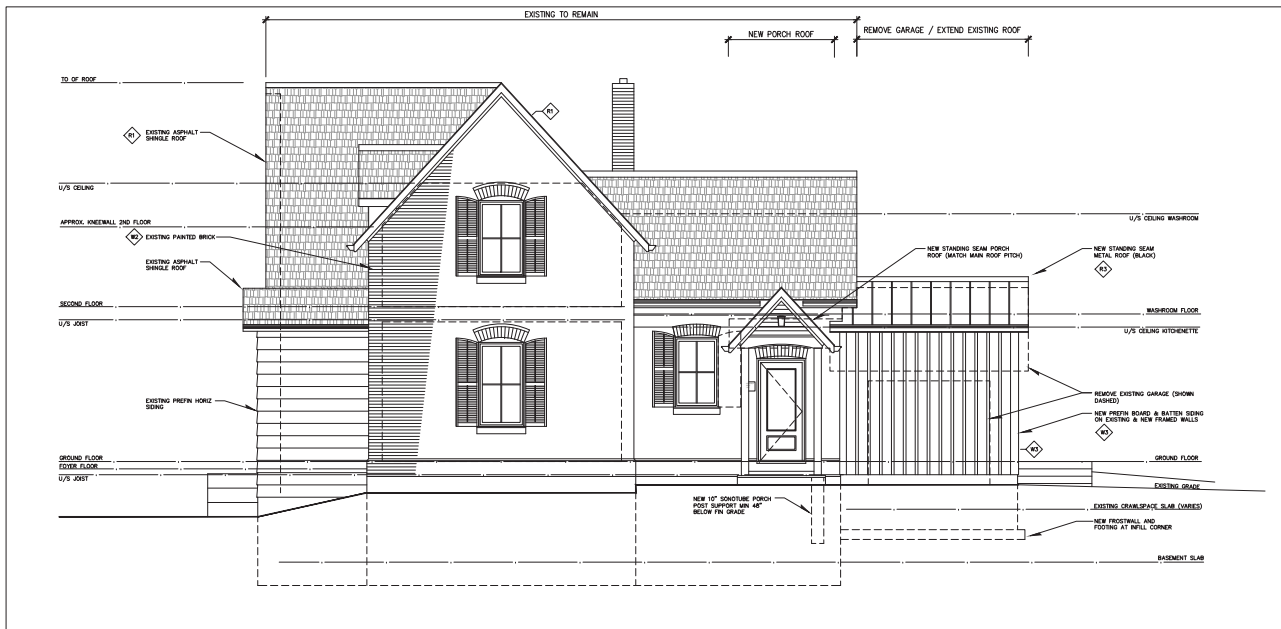 EXISTING TO REMAIN
NEW PORCH ROOF
REMOVE GARAGE / EXTEND EXISTING ROOF
TO OF ROOF
R1
R1
EXISTING ASPHALT
SHINGLE ROOF
U/S CEILING
APPROX. KNEEWALL 2ND FLOOR
U/S CEILING WASHROOM
W2
EXISTING PAINTED BRICK
NEW STANDING SEAM PORCH
ROOF (MATCH MAIN ROOF PITCH)
NEW STANDING SEAM
METAL ROOF (BLACK)
R3
EXISTING ASPHALT
SHINGLE ROOF
SECOND FLOOR
WASHROOM FLOOR
U/S JOIST
U/S CEILING KITCHENETTE
EXISTING PREFIN HORIZ
SIDING
REMOVE EXISTING GARAGE (SHOWN
DASHED)
NEW PREFIN BOARD & BATTEN SIDING
ON EXISTING & NEW FRAMED WALLS
W3
W3
GROUND FLOOR
GROUND FLOOR
FOYER FLOOR
U/S JOIST
EXISTING GRADE
NEW 10" SONOTUBE PORCH
POST SUPPORT MIN 48"
BELOW FIN GRADE
EXISTING CRAWLSPACE SLAB (VARIES)
NEW FROSTWALL AND
FOOTING AT INFILL CORNER
BASEMENT SLAB